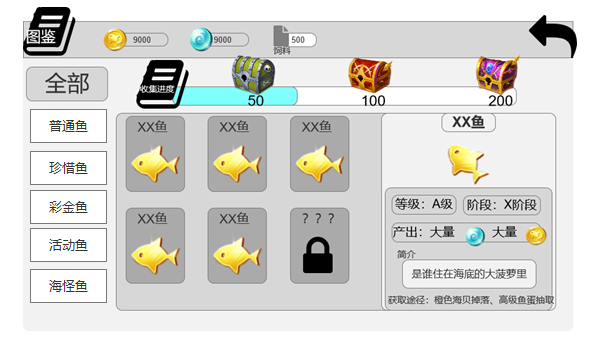 图鉴
9000
9000
500
饲料
全部
收集进度
50
100
200
普通鱼
珍惜鱼
彩金鱼
活动鱼
海怪鱼
XX鱼
XX鱼
XX鱼
XX鱼
XX鱼
？？？
XX鱼
等级：A级
阶段：X阶段
产出：大量 大量
简介
是谁住在海底的大菠萝里
获取途径：橙色海贝掉落、高级鱼蛋抽取